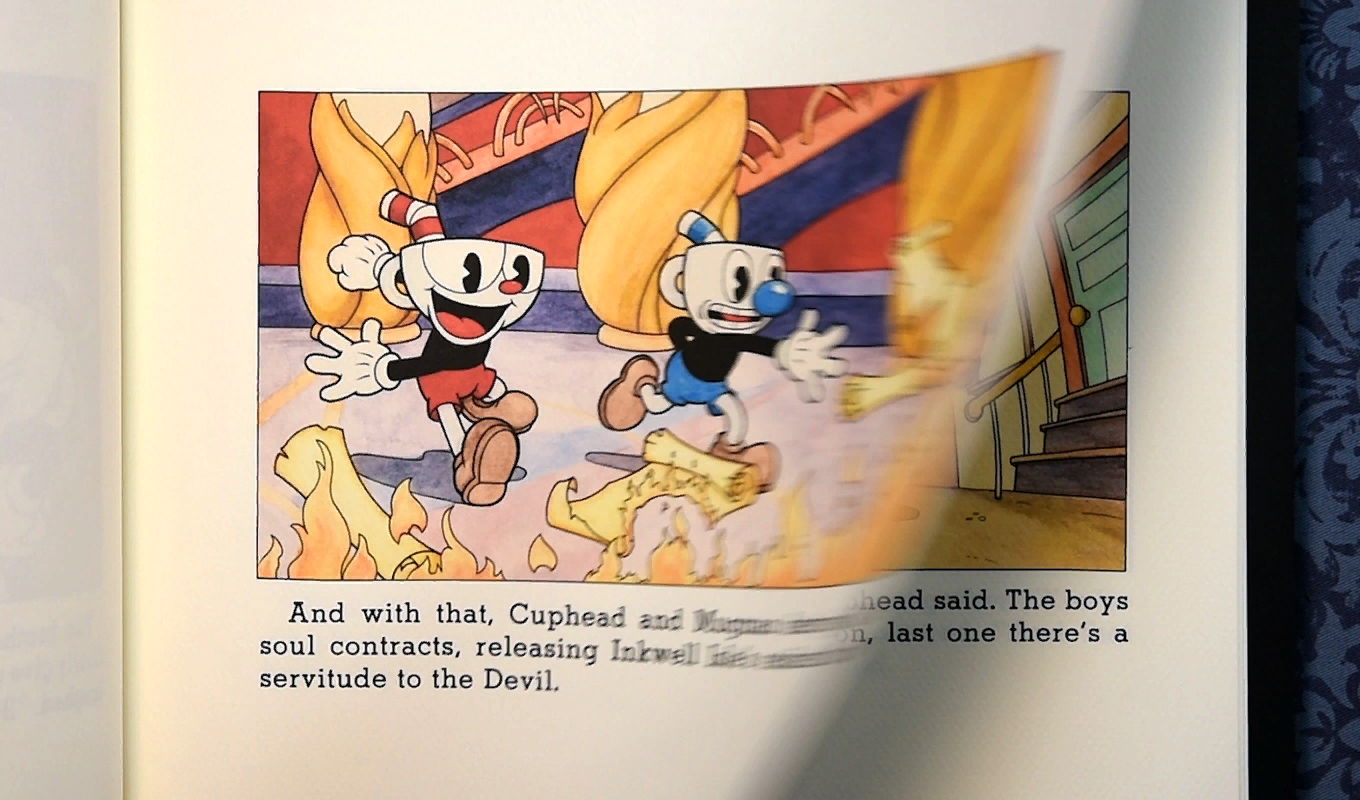 And with that, Cuphead and head said. The boys
soul contracts, releasing Inkwell n, last one there's a
servitude to the Devil.